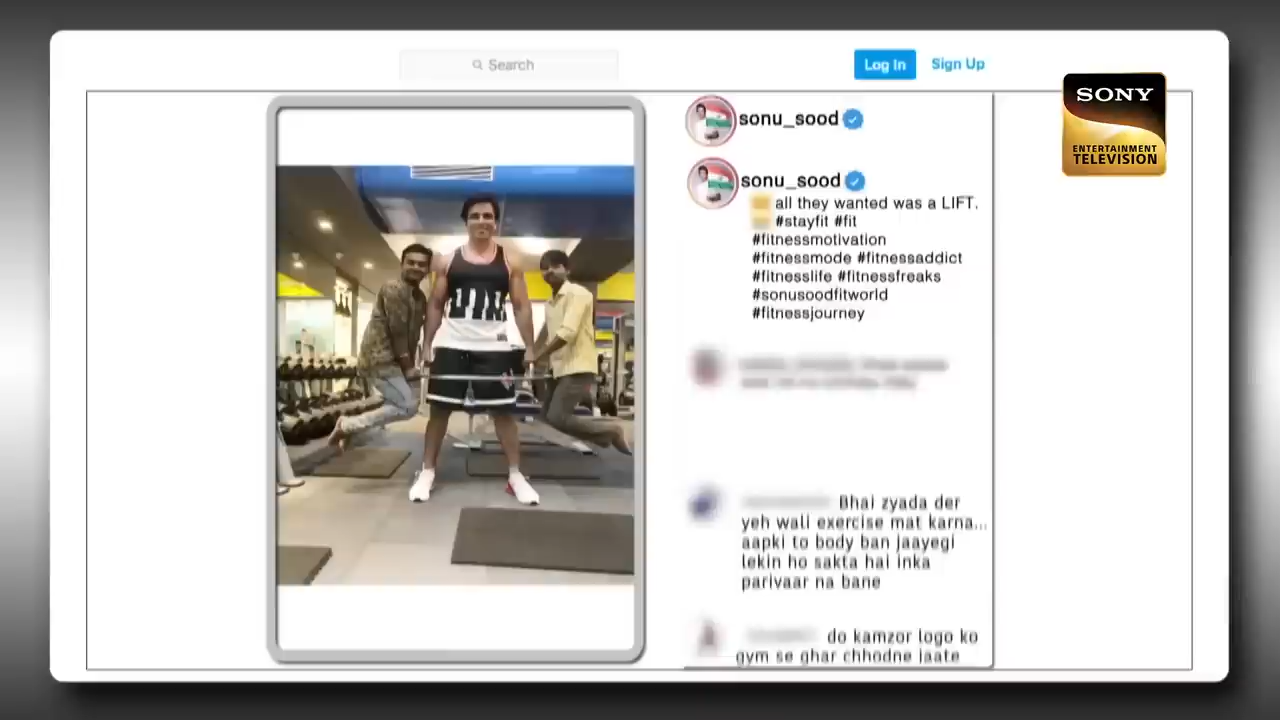 Search
Log In
Sign Up
SONY
ENTERTAINMENT
TELEVISION
sonu_sood
sonu_sood
all they wanted was a LIFT.
#stayfit #fit
#fitnessmotivation
#fitnessmode #fitnessaddict
#fitnesslife #fitnessfreaks
#sonusoodfitworld
#fitnessjourney
Bhai zyada der
yeh wali exercise mat karna...
aapki to body ban jaayegi
lekin ho sakta hai inka
parivaar na bane
do kamzor logo ko
gym se ghar chhodne jaate